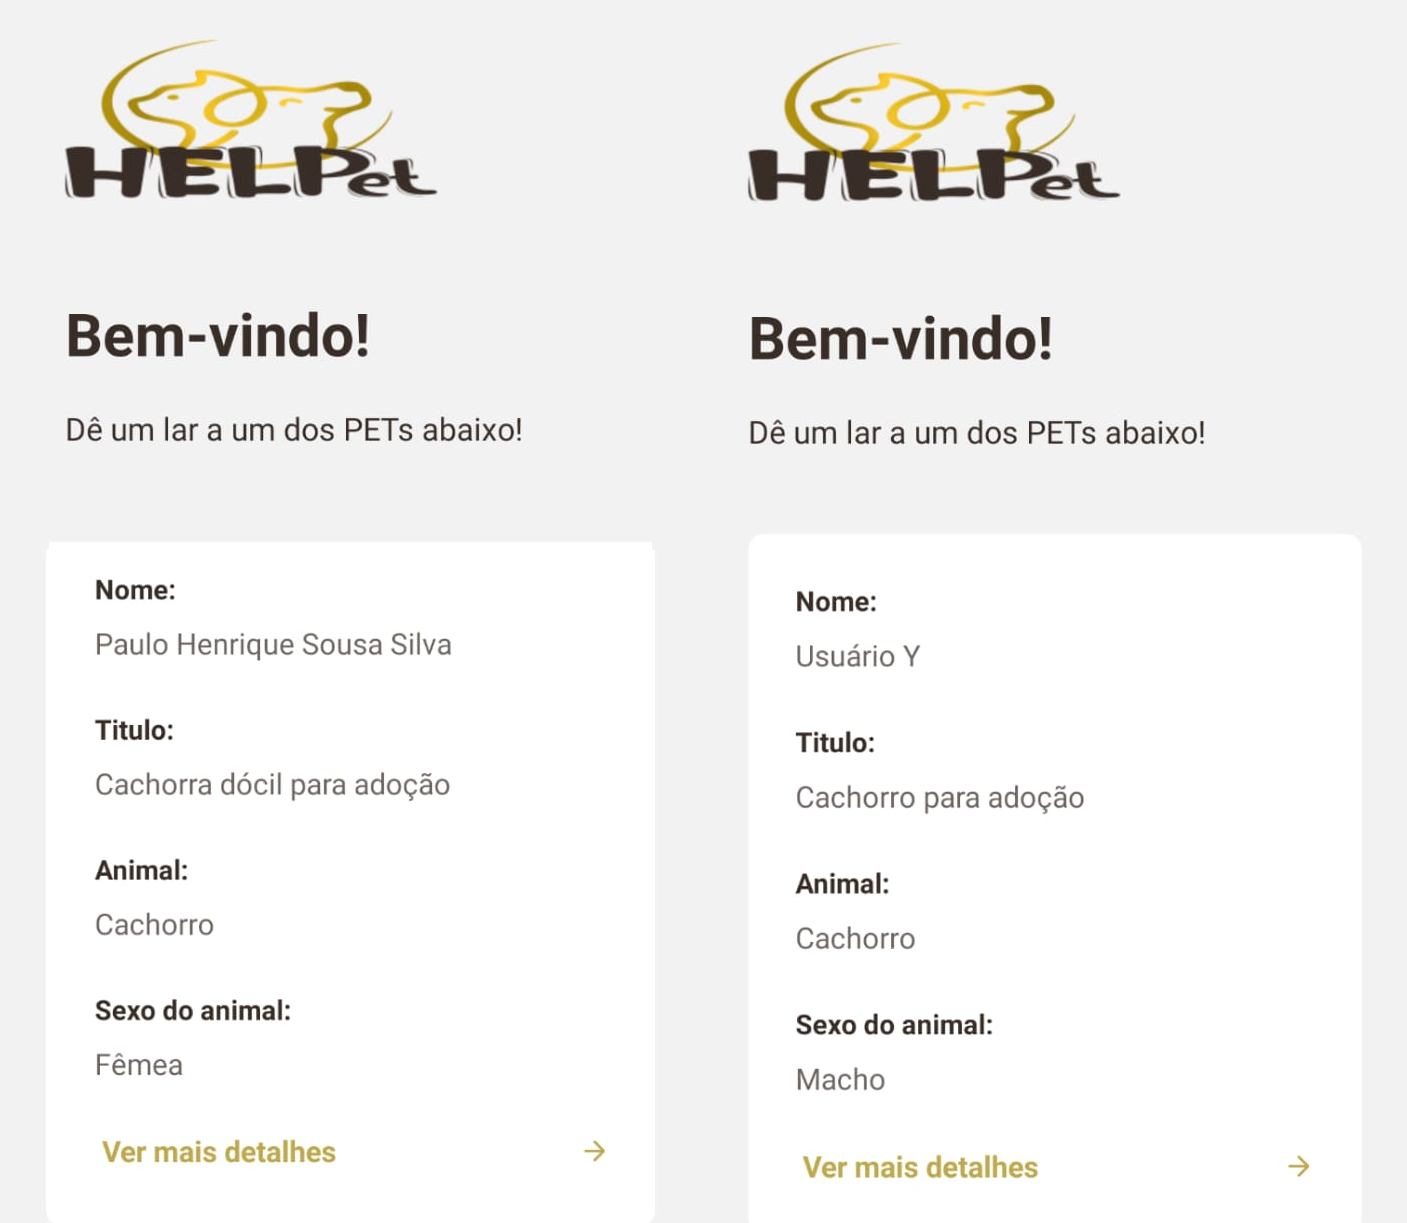 HELPet
Bem-vindo!
Dê um lar a um dos PETs abaixo!
Nome:
Paulo Henrique Sousa Silva
Titulo:
Cachorra dócil para adoção
Animal:
Cachorro
Sexo do animal:
Fêmea
Ver mais detalhes →
HELPet
Bem-vindo!
Dê um lar a um dos PETs abaixo!
Nome:
Usuário Y
Titulo:
Cachorro para adoção
Animal:
Cachorro
Sexo do animal:
Macho
Ver mais detalhes →